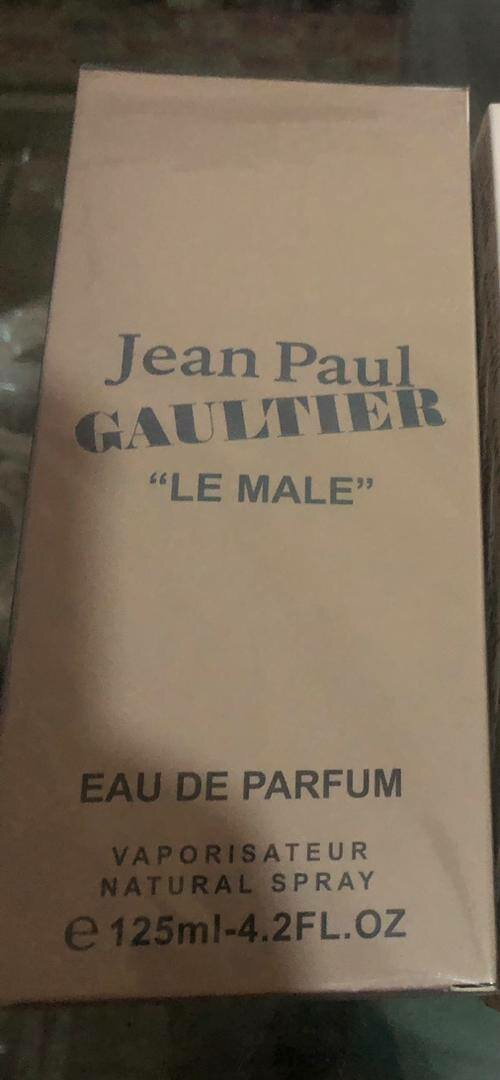 Jean Paul
GAULTIER
“LE MALE”
EAU DE PARFUM
VAPORISATEUR
NATURAL SPRAY
℮ 125ml-4.2FL.OZ